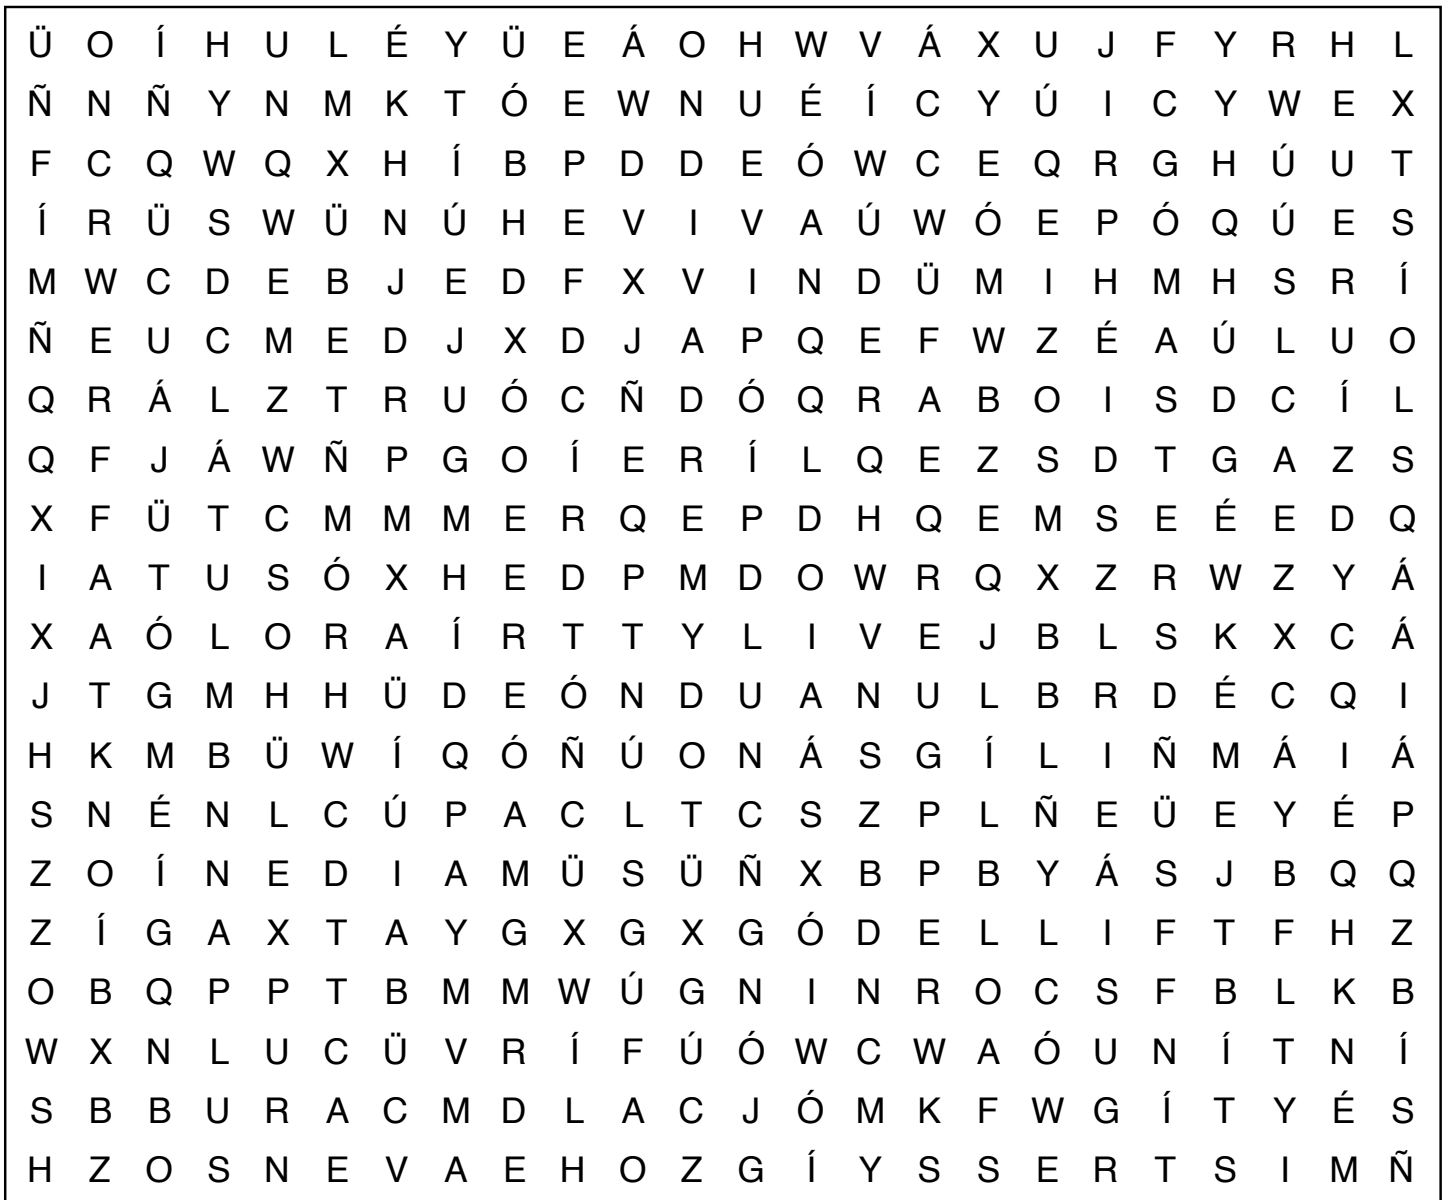 Ü O Í H U L É Y Ü E Á O H W V Á X U J F Y R H L
Ñ N Ñ Y N M K T Ó E W N U É Í C Y Ú I C Y W E X
F C Q W Q X H Í B P D D E Ó W C E Q R G H Ú U T
Í R Ü S W Ü N Ú H E V I V A Ú W Ó E P Ó Q Ú E S
M W C D E B J E D F X V I N D Ü M I H M H S R Í
Ñ E U C M E D J X D J A P Q E F W Z É A Ú L U O
Q R Á L Z T R U Ó C Ñ D Ó Q R A B O I S D C Í L
Q F J Á W Ñ P G O Í E R Í L Q E Z S D T G A Z S
X F Ü T C M M M E R Q E P D H Q E M S E É E D Q
I A T U S Ó X H E D P M D O W R Q X Z R W Z Y Á
X A Ó L O R A Í R T T Y L I V E J B L S K X C Á
J T G M H H Ü D E Ó N D U A N U L B R D É C Q I
H K M B Ü W Í Q Ó Ñ Ú O N Á S G Í L I Ñ M Á I Á
S N É N L C Ú P A C L T C S Z P L Ñ E Ü E Y É P
Z O Í N E D I A M Ü S Ü Ñ X B P B Y Á S J B Q Q
Z Í G A X T A Y G X G X G Ó D E L L I F T F H Z
O B Q P P T B M M W Ú G N I N R O C S F B L K B
W X N L U C Ü V R Í F Ú Ó W C W A Ó U N Í T N Í
S B B U R A C M D L A C J Ó M K F W G Í T Y É S
H Z O S N E V A E H O Z G Í Y S S E R T S I M Ñ